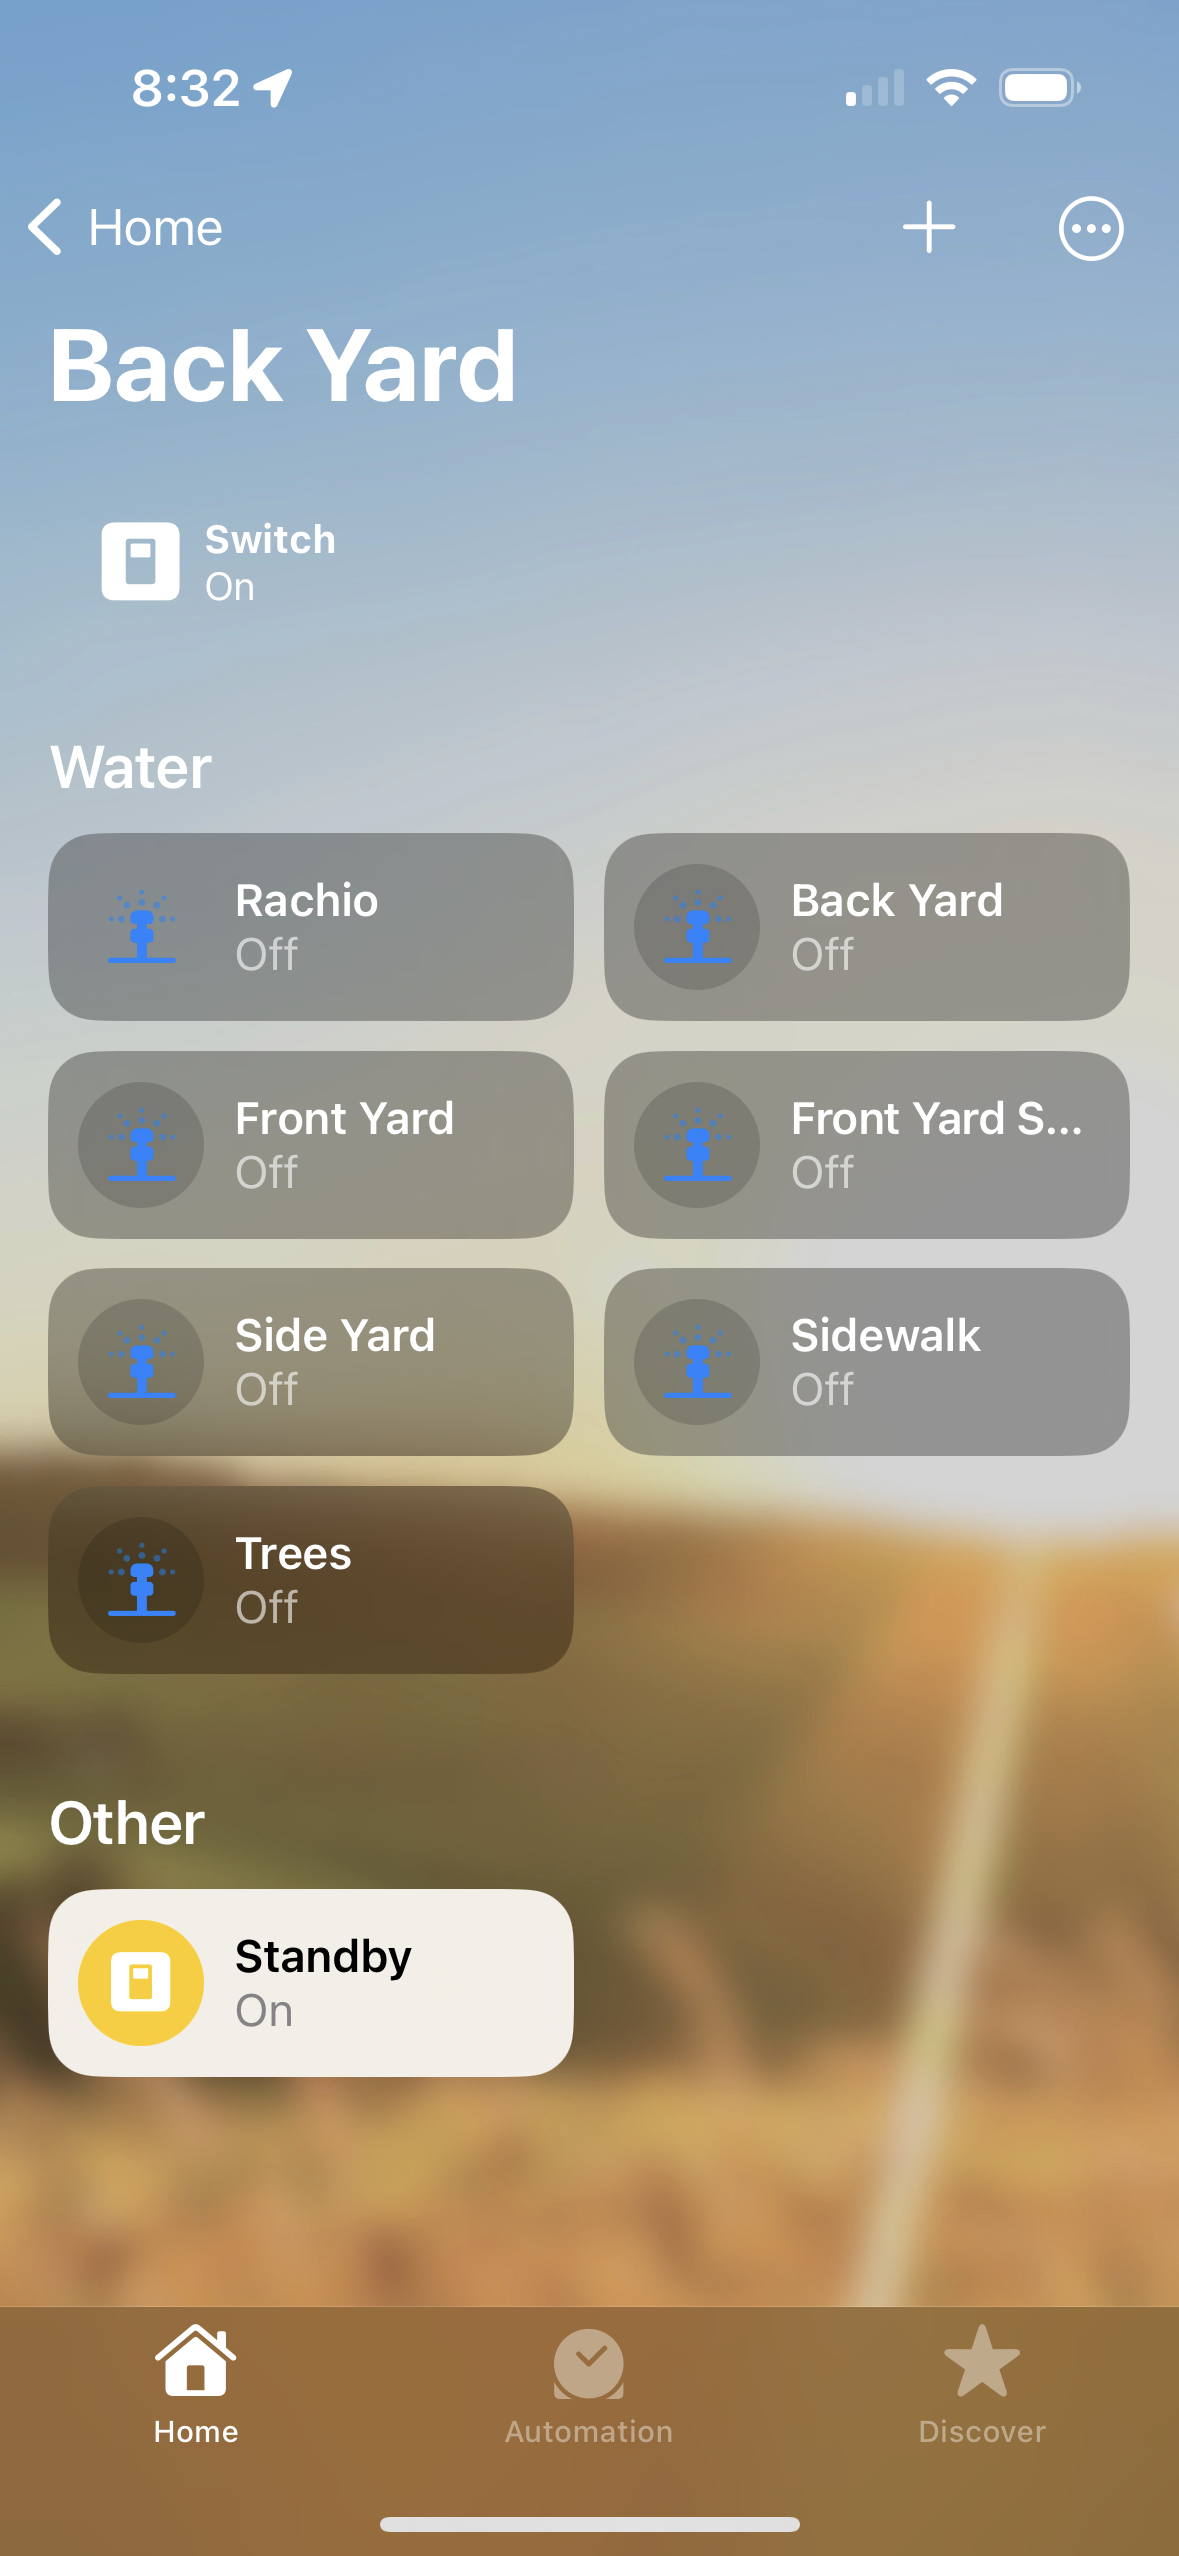 8:32
Home
Back Yard
Switch
On
Water
Rachio
Off
Back Yard
Off
Front Yard
Off
Front Yard S...
Off
Side Yard
Off
Sidewalk
Off
Trees
Off
Other
Standby
On
Home
Automation
Discover